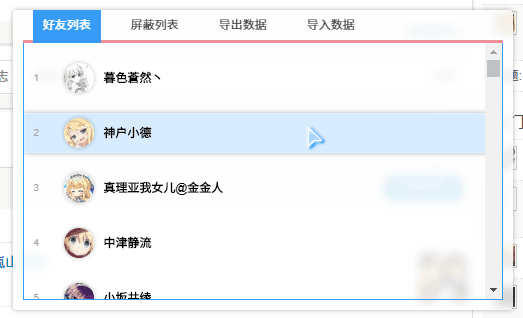 好友列表 屏蔽列表 导出数据 导入数据
1 暮色蒼然丶
2 神户小德
3 真理亚我女儿@金金人
4 中津静流
5 小坂井綾